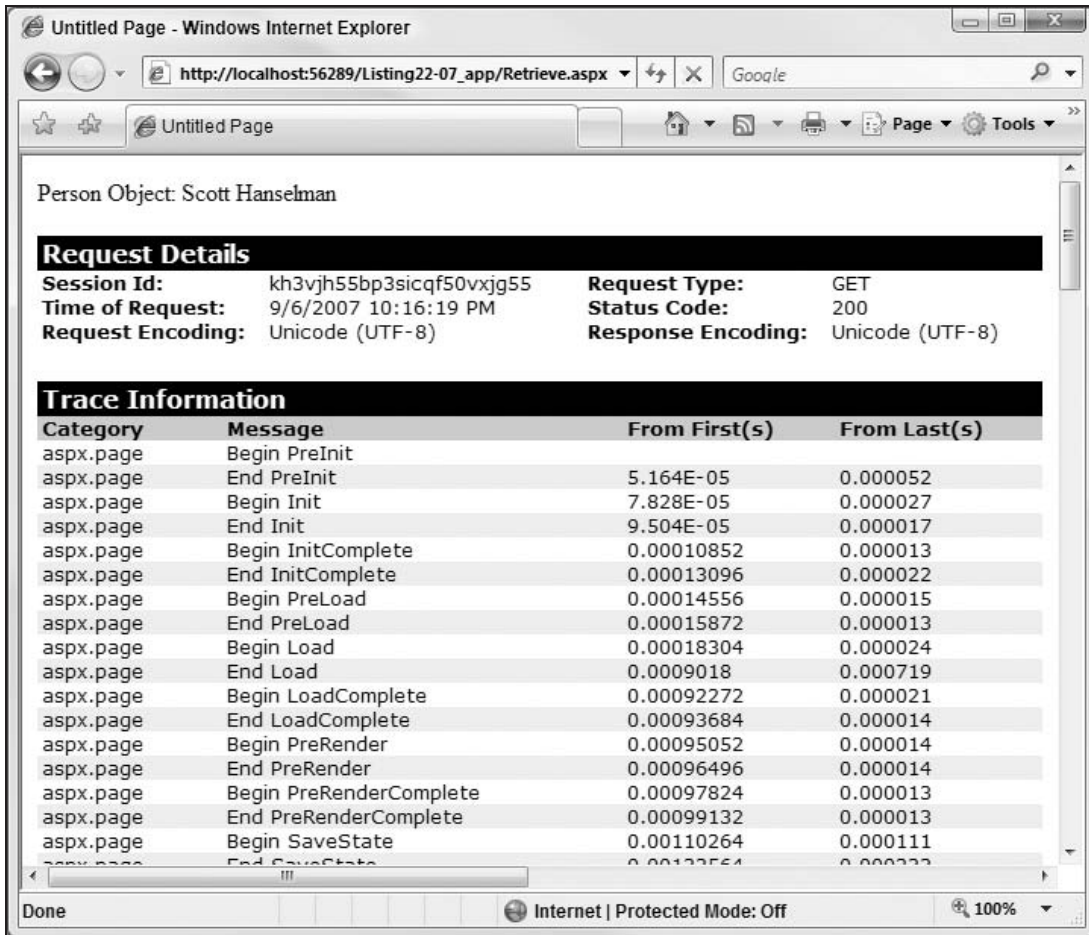 Untitled Page - Windows Internet Explorer
http://localhost:56289/Listing22-07_app/Retrieve.aspx Google
Untitled Page Page Tools
Person Object: Scott Hanselman
Request Details
Session Id: kh3vjh55bp3sicqf50vxjg55 Request Type: GET
Time of Request: 9/6/2007 10:16:19 PM Status Code: 200
Request Encoding: Unicode (UTF-8) Response Encoding: Unicode (UTF-8)
Trace Information
Category Message From First(s) From Last(s)
aspx.page Begin PreInit
aspx.page End PreInit 5.164E-05 0.000052
aspx.page Begin Init 7.828E-05 0.000027
aspx.page End Init 9.504E-05 0.000017
aspx.page Begin InitComplete 0.00010852 0.000013
aspx.page End InitComplete 0.00013096 0.000022
aspx.page Begin PreLoad 0.00014556 0.000015
aspx.page End PreLoad 0.00015872 0.000013
aspx.page Begin Load 0.00018304 0.000024
aspx.page End Load 0.0009018 0.000719
aspx.page Begin LoadComplete 0.00092272 0.000021
aspx.page End LoadComplete 0.00093684 0.000014
aspx.page Begin PreRender 0.00095052 0.000014
aspx.page End PreRender 0.00096496 0.000014
aspx.page Begin PreRenderComplete 0.00097824 0.000013
aspx.page End PreRenderComplete 0.00099132 0.000013
aspx.page Begin SaveState 0.00110264 0.000111
aspx.page End SaveState
Done Internet | Protected Mode: Off 100%